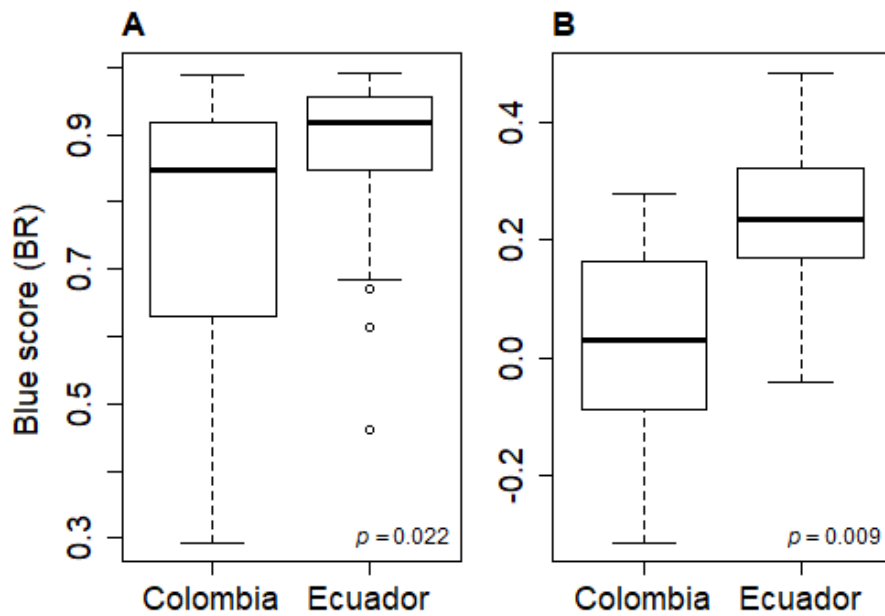 A
B
Blue score (BR)
0.9
0.7
0.5
0.3
p = 0.022
Colombia
Ecuador
0.4
0.2
0.0
-0.2
p = 0.009
Colombia
Ecuador